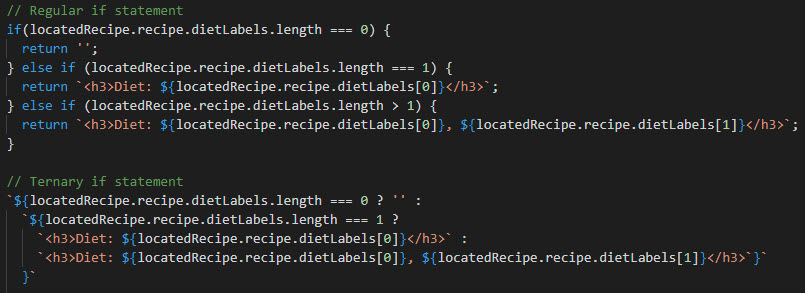 // Regular if statement
if(locatedRecipe.recipe.dietLabels.length === 0) {
  return '';
} else if (locatedRecipe.recipe.dietLabels.length === 1) {
  return `<h3>Diet: ${locatedRecipe.recipe.dietLabels[0]}</h3>`;
} else if (locatedRecipe.recipe.dietLabels.length > 1) {
  return `<h3>Diet: ${locatedRecipe.recipe.dietLabels[0]}, ${locatedRecipe.recipe.dietLabels[1]}</h3>`;
}

// Ternary if statement
`${locatedRecipe.recipe.dietLabels.length === 0 ? '' :
  `${locatedRecipe.recipe.dietLabels.length === 1 ?
    `<h3>Diet: ${locatedRecipe.recipe.dietLabels[0]}</h3>` :
    `<h3>Diet: ${locatedRecipe.recipe.dietLabels[0]}, ${locatedRecipe.recipe.dietLabels[1]}</h3>`}`
  }`